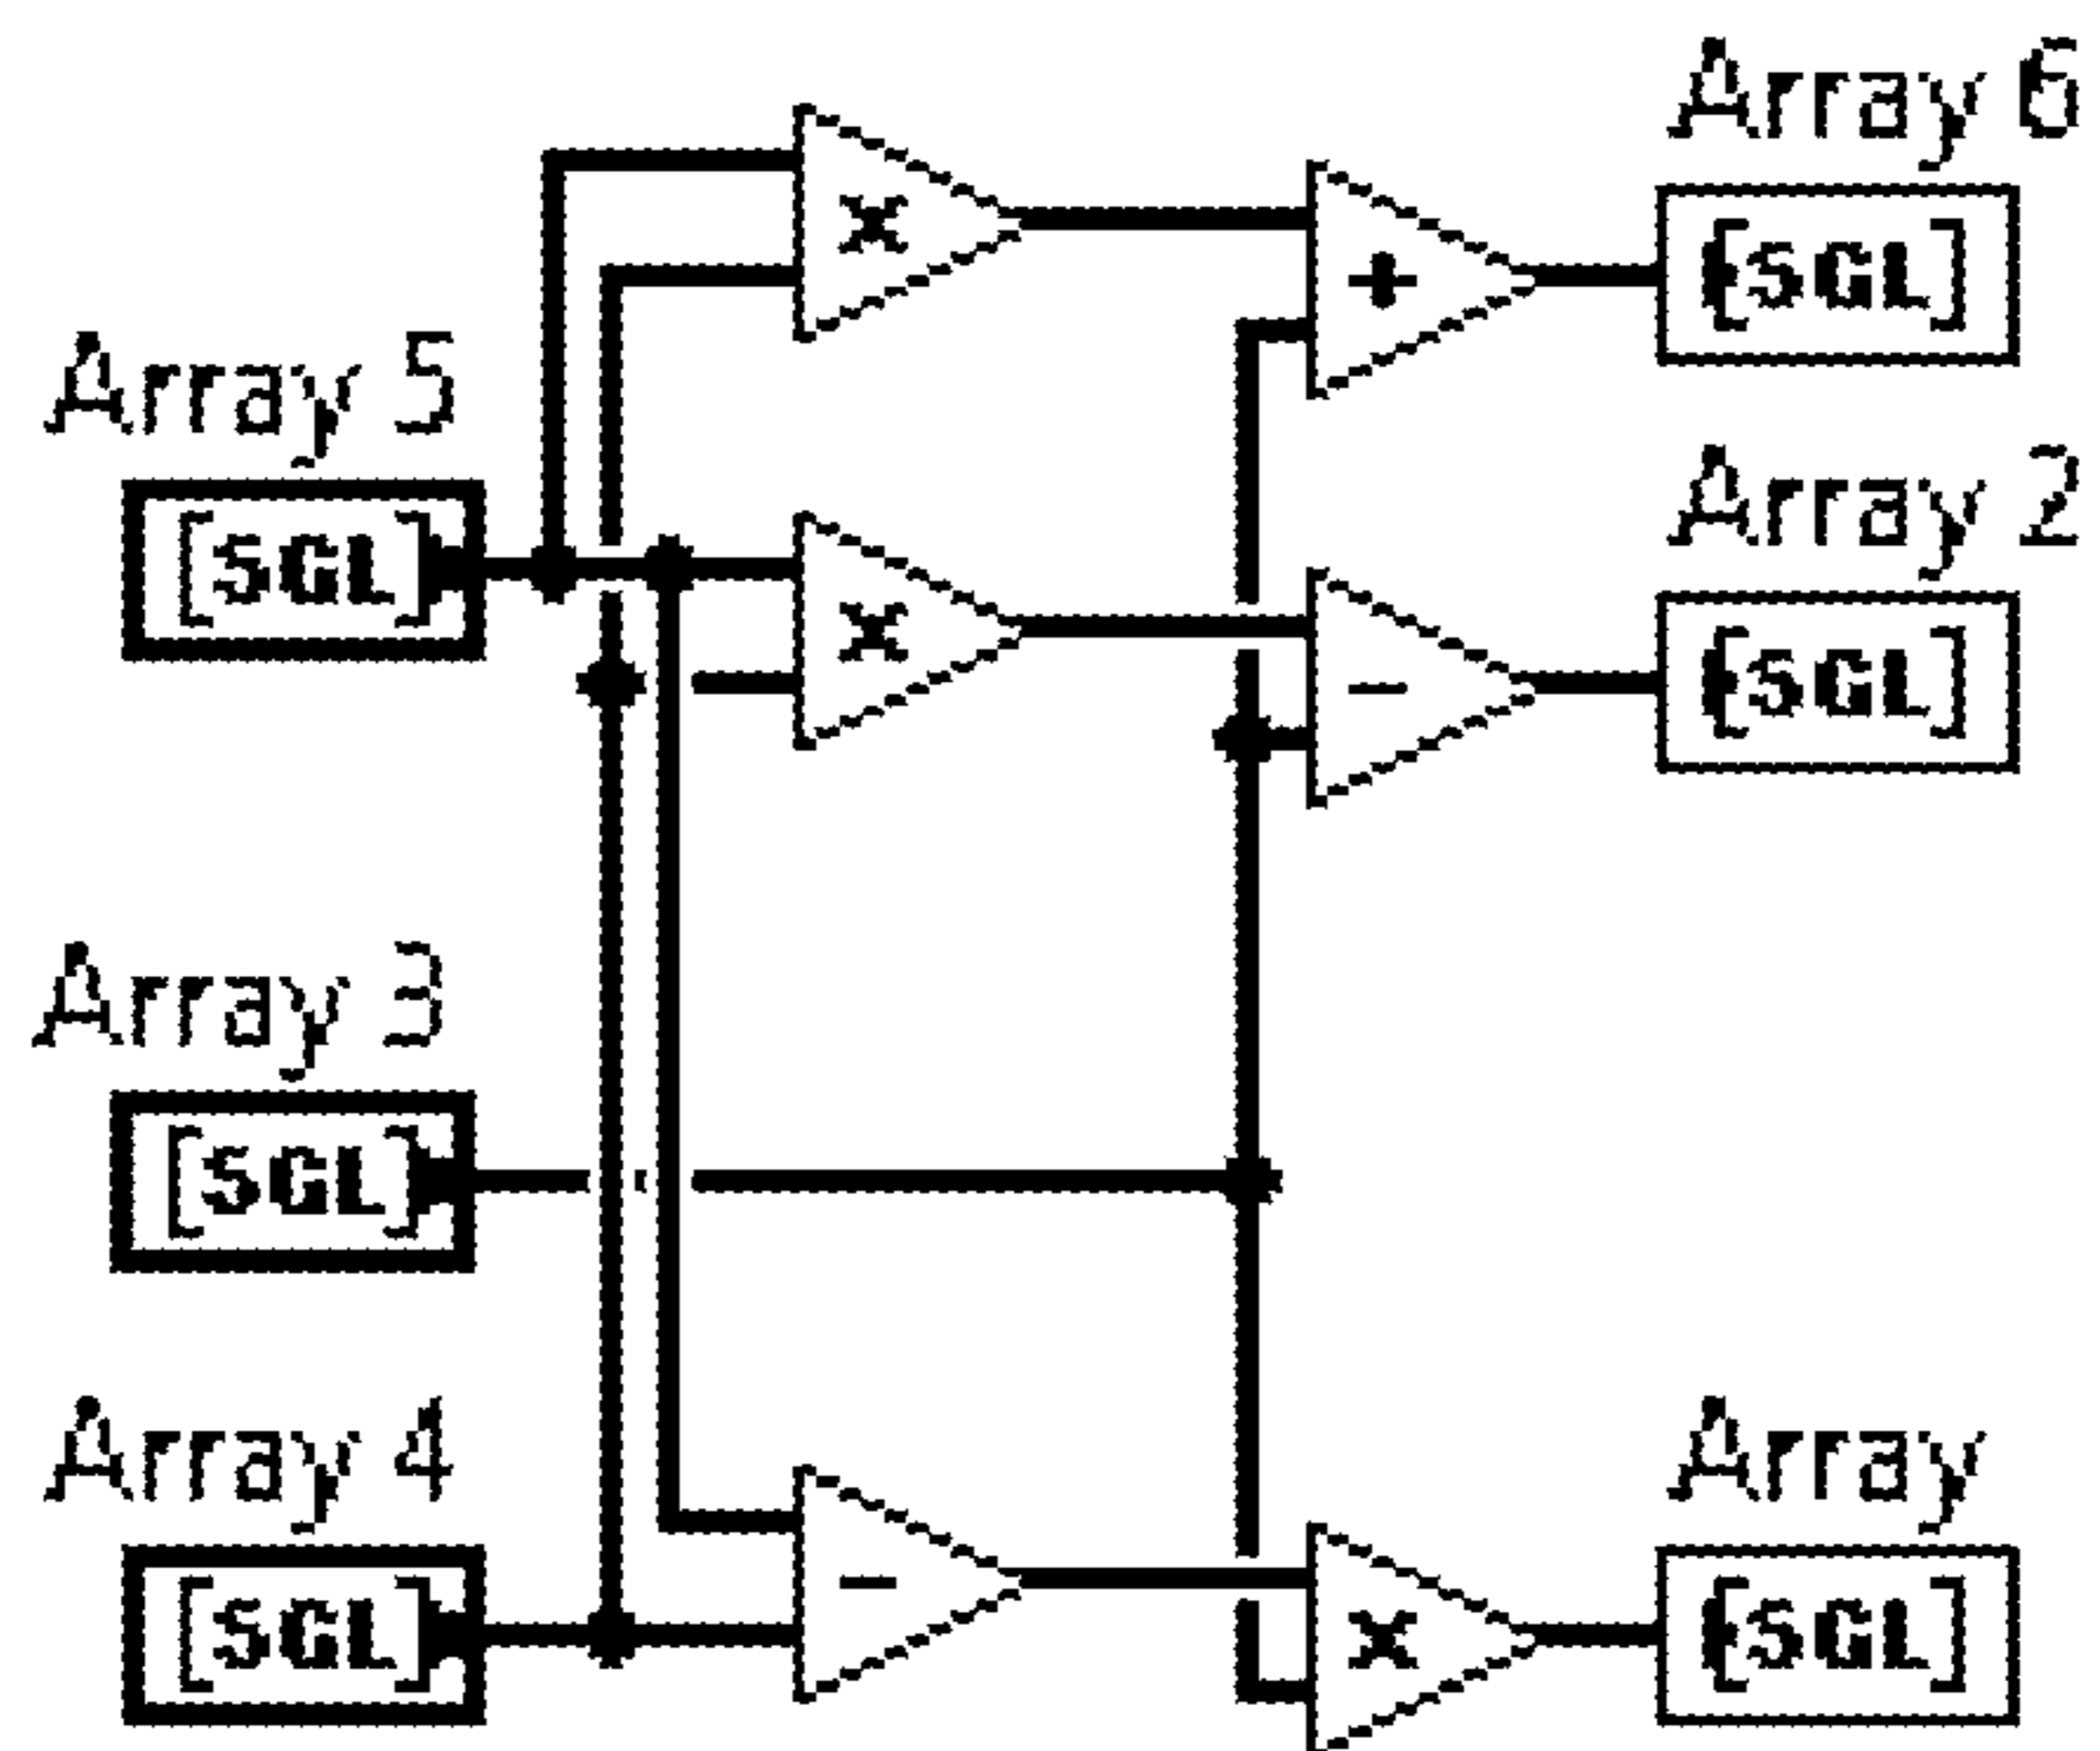 Array 6
x
+
[SGL]
Array 5
Array 2
[SGL]
x
-
[SGL]
Array 3
[SGL]
Array 4
Array
-
[SGL]
x
[SGL]